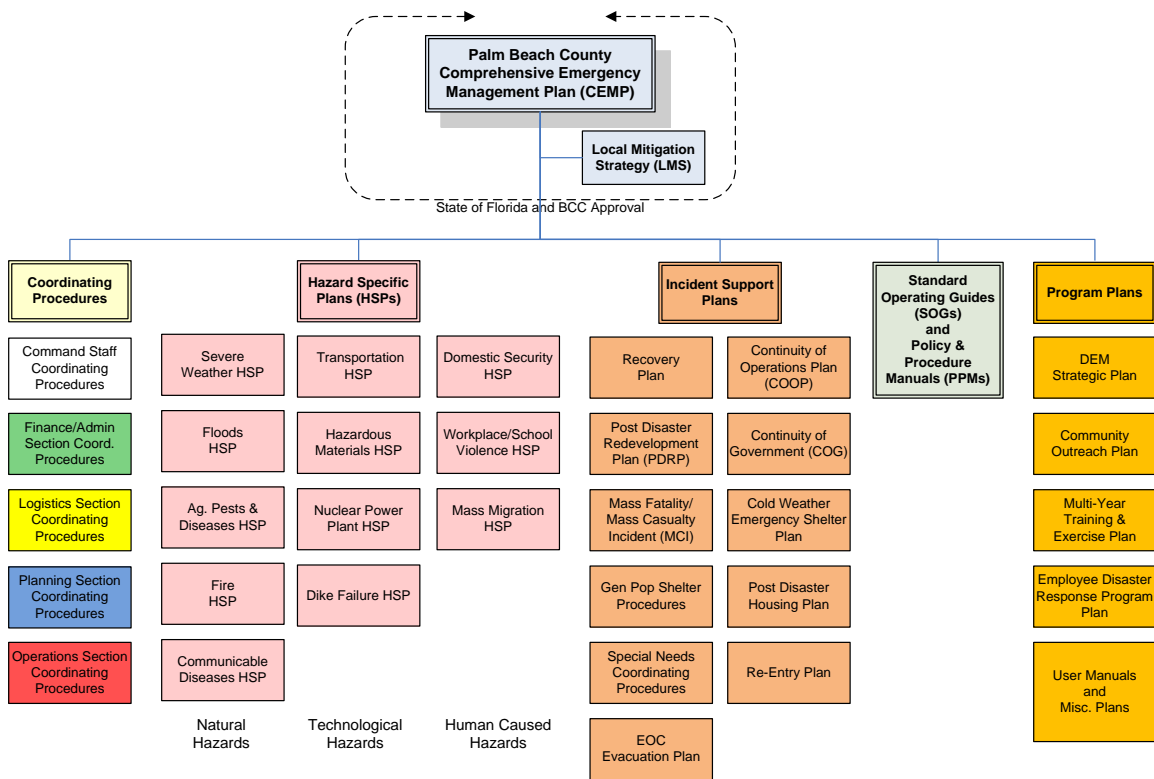 Palm Beach County
Comprehensive Emergency
Management Plan (CEMP)
Local Mitigation
Strategy (LMS)
State of Florida and BCC Approval
Coordinating
Procedures
Command Staff
Coordinating
Procedures
Finance/Admin
Section Coord.
Procedures
Logistics Section
Coordinating
Procedures
Planning Section
Coordinating
Procedures
Operations Section
Coordinating
Procedures
Hazard Specific
Plans (HSPs)
Severe
Weather HSP
Floods
HSP
Ag. Pests &
Diseases HSP
Fire
HSP
Communicable
Diseases HSP
Natural
Hazards
Transportation
HSP
Hazardous
Materials HSP
Nuclear Power
Plant HSP
Dike Failure HSP
Technological
Hazards
Domestic Security
HSP
Workplace/School
Violence HSP
Mass Migration
HSP
Human Caused
Hazards
Incident Support
Plans
Recovery
Plan
Post Disaster
Redevelopment
Plan (PDRP)
Mass Fatality/
Mass Casualty
Incident (MCI)
Gen Pop Shelter
Procedures
Special Needs
Coordinating
Procedures
EOC
Evacuation Plan
Continuity of
Operations Plan
(COOP)
Continuity of
Government (COG)
Cold Weather
Emergency Shelter
Plan
Post Disaster
Housing Plan
Re-Entry Plan
Standard
Operating Guides
(SOGs)
and
Policy &
Procedure
Manuals (PPMs)
Program Plans
DEM
Strategic Plan
Community
Outreach Plan
Multi-Year
Training &
Exercise Plan
Employee Disaster
Response Program
Plan
User Manuals
and
Misc. Plans